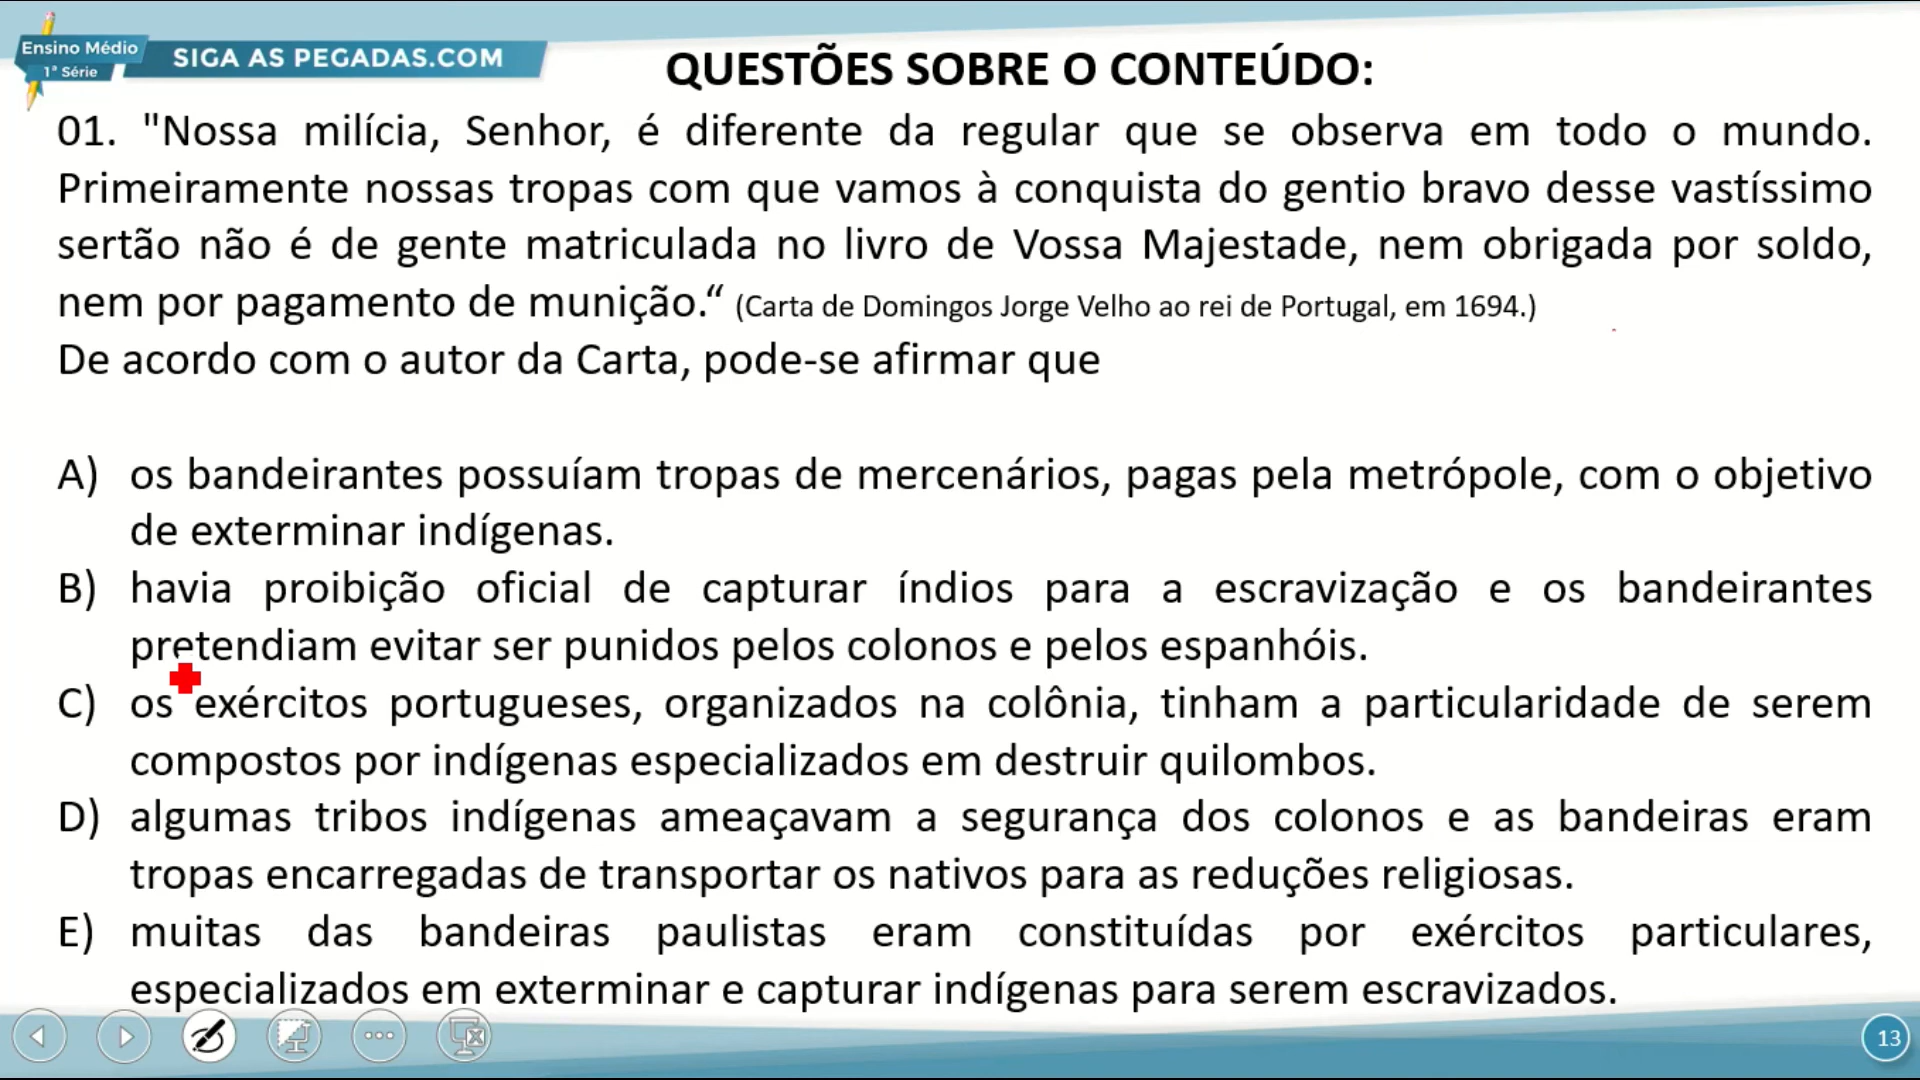 Ensino Médio
1ª Série
SIGA AS PEGADAS.COM
QUESTÕES SOBRE O CONTEÚDO:
01. "Nossa milícia, Senhor, é diferente da regular que se observa em todo o mundo.
Primeiramente nossas tropas com que vamos à conquista do gentio bravo desse vastíssimo
sertão não é de gente matriculada no livro de Vossa Majestade, nem obrigada por soldo,
nem por pagamento de munição.“ (Carta de Domingos Jorge Velho ao rei de Portugal, em 1694.)
De acordo com o autor da Carta, pode-se afirmar que
A) os bandeirantes possuíam tropas de mercenários, pagas pela metrópole, com o objetivo
de exterminar indígenas.
B) havia proibição oficial de capturar índios para a escravização e os bandeirantes
pretendiam evitar ser punidos pelos colonos e pelos espanhóis.
C) os exércitos portugueses, organizados na colônia, tinham a particularidade de serem
compostos por indígenas especializados em destruir quilombos.
D) algumas tribos indígenas ameaçavam a segurança dos colonos e as bandeiras eram
tropas encarregadas de transportar os nativos para as reduções religiosas.
E) muitas das bandeiras paulistas eram constituídas por exércitos particulares,
especializados em exterminar e capturar indígenas para serem escravizados.
13